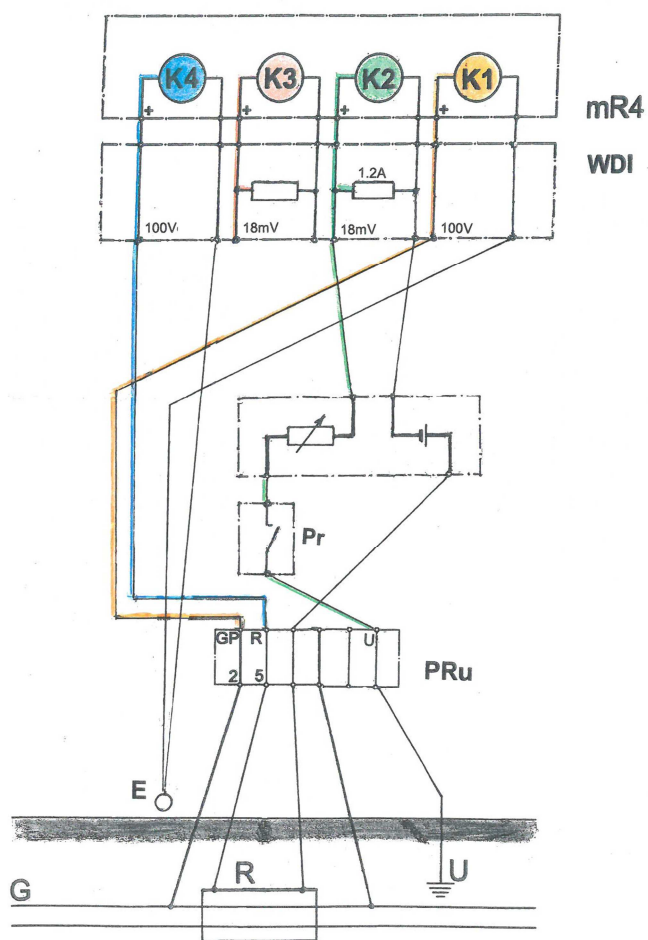 K4 K3 K2 K1
+ + + +
mR4
WDI
1.2A
100V 18mV 18mV 100V
Pr
GP R U
2 5
PRu
E
R U
G